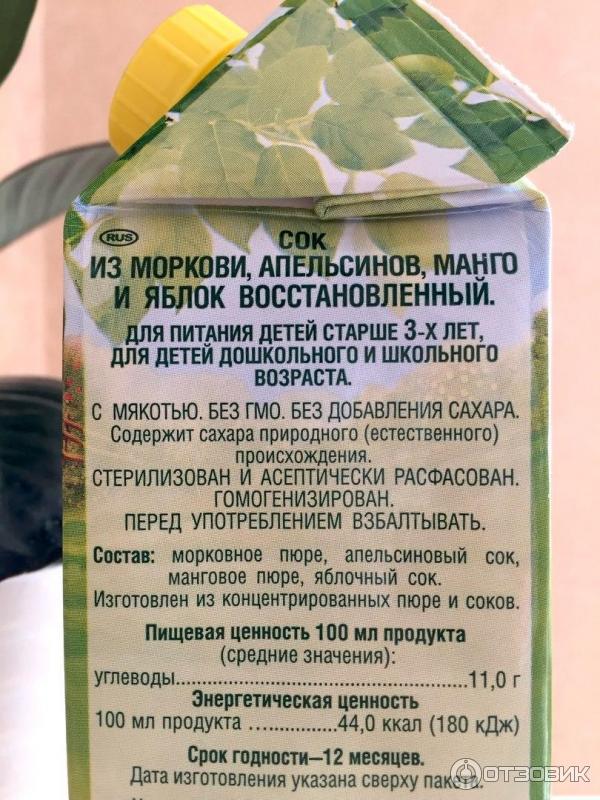 RUS
СОК
ИЗ МОРКОВИ, АПЕЛЬСИНОВ, МАНГО
И ЯБЛОК ВОССТАНОВЛЕННЫЙ.
ДЛЯ ПИТАНИЯ ДЕТЕЙ СТАРШЕ 3-Х ЛЕТ,
ДЛЯ ДЕТЕЙ ДОШКОЛЬНОГО И ШКОЛЬНОГО
ВОЗРАСТА.
С МЯКОТЬЮ. БЕЗ ГМО. БЕЗ ДОБАВЛЕНИЯ САХАРА.
Содержит сахара природного (естественного)
происхождения.
СТЕРИЛИЗОВАН И АСЕПТИЧЕСКИ РАСФАСОВАН.
ГОМОГЕНИЗИРОВАН.
ПЕРЕД УПОТРЕБЛЕНИЕМ ВЗБАЛТЫВАТЬ.
Состав: морковное пюре, апельсиновый сок,
манговое пюре, яблочный сок.
Изготовлен из концентрированных пюре и соков.
Пищевая ценность 100 мл продукта
(средние значения):
углеводы.....................................................11,0 г
Энергетическая ценность
100 мл продукта ................44,0 ккал (180 кДж)
Срок годности–12 месяцев.
Дата изготовления указана сверху пакета.
ОТЗОВИК